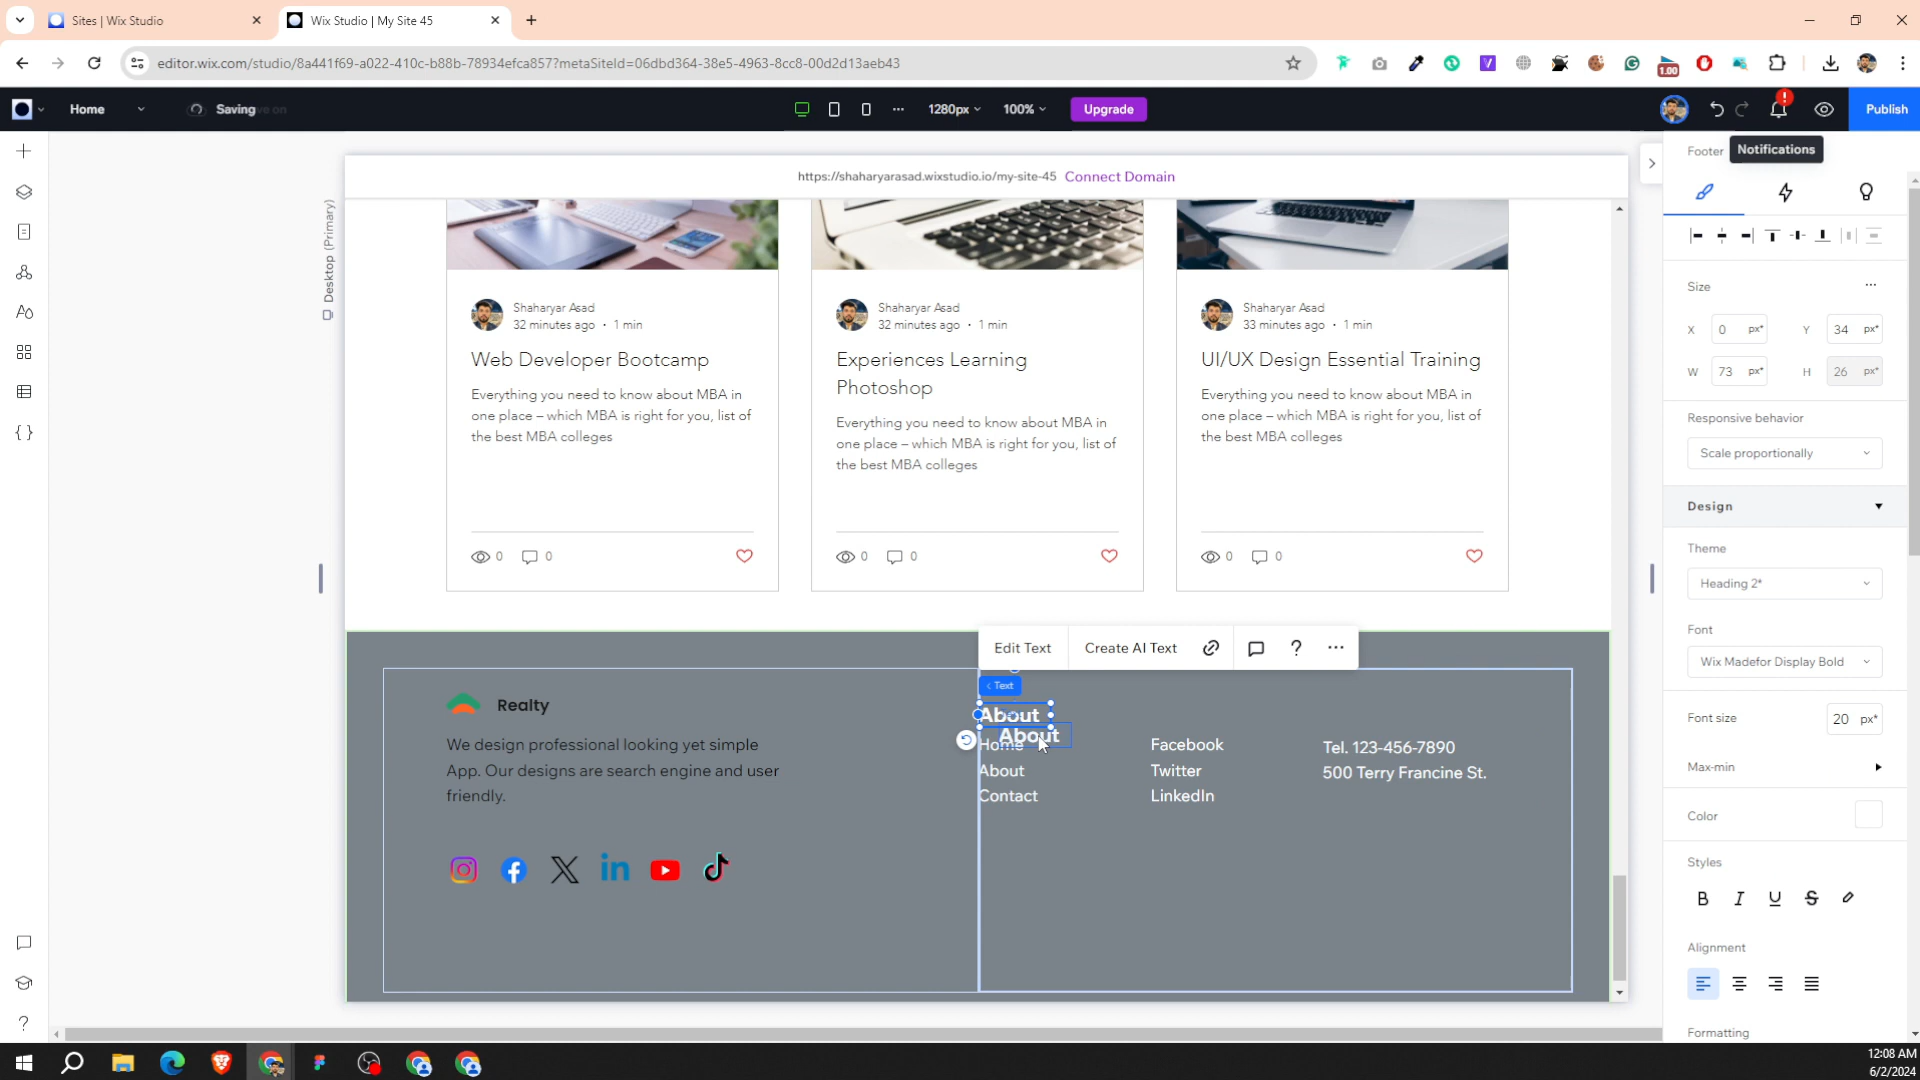 Sites | Wix Studio
Wix Studio | My Site 45
editor.wix.com/studio/8a441f69-a022-410c-b88b-78934efca857?metaSiteId=06dbd364-38e5-4963-8cc8-00d2d13aeb43
1.00
Home
Saving
1280px
100%
Upgrade
Publish
Notifications
Footer
https://shaharyarasad.wixstudio.io/my-site-45 Connect Domain
Desktop (Primary)
Shaharyar Asad
32 minutes ago · 1 min
Web Developer Bootcamp
Everything you need to know about MBA in
one place – which MBA is right for you, list of
the best MBA colleges
0
0
Shaharyar Asad
32 minutes ago · 1 min
Experiences Learning
Photoshop
Everything you need to know about MBA in
one place – which MBA is right for you, list of
the best MBA colleges
0
0
Shaharyar Asad
33 minutes ago · 1 min
UI/UX Design Essential Training
Everything you need to know about MBA in
one place – which MBA is right for you, list of
the best MBA colleges
0
0
Edit Text
Create AI Text
Text
Realty
We design professional looking yet simple
App. Our designs are search engine and user
friendly.
About
About
Home
About
Contact
Facebook
Twitter
LinkedIn
Tel. 123-456-7890
500 Terry Francine St.
Size
X 0 px* Y 34 px*
W 73 px* H 26 px*
Responsive behavior
Scale proportionally
Design
Theme
Heading 2*
Font
Wix Madefor Display Bold
Font size 20 px*
Max-min
Color
Styles
B I U S
Alignment
Formatting
12:08 AM
6/2/2024